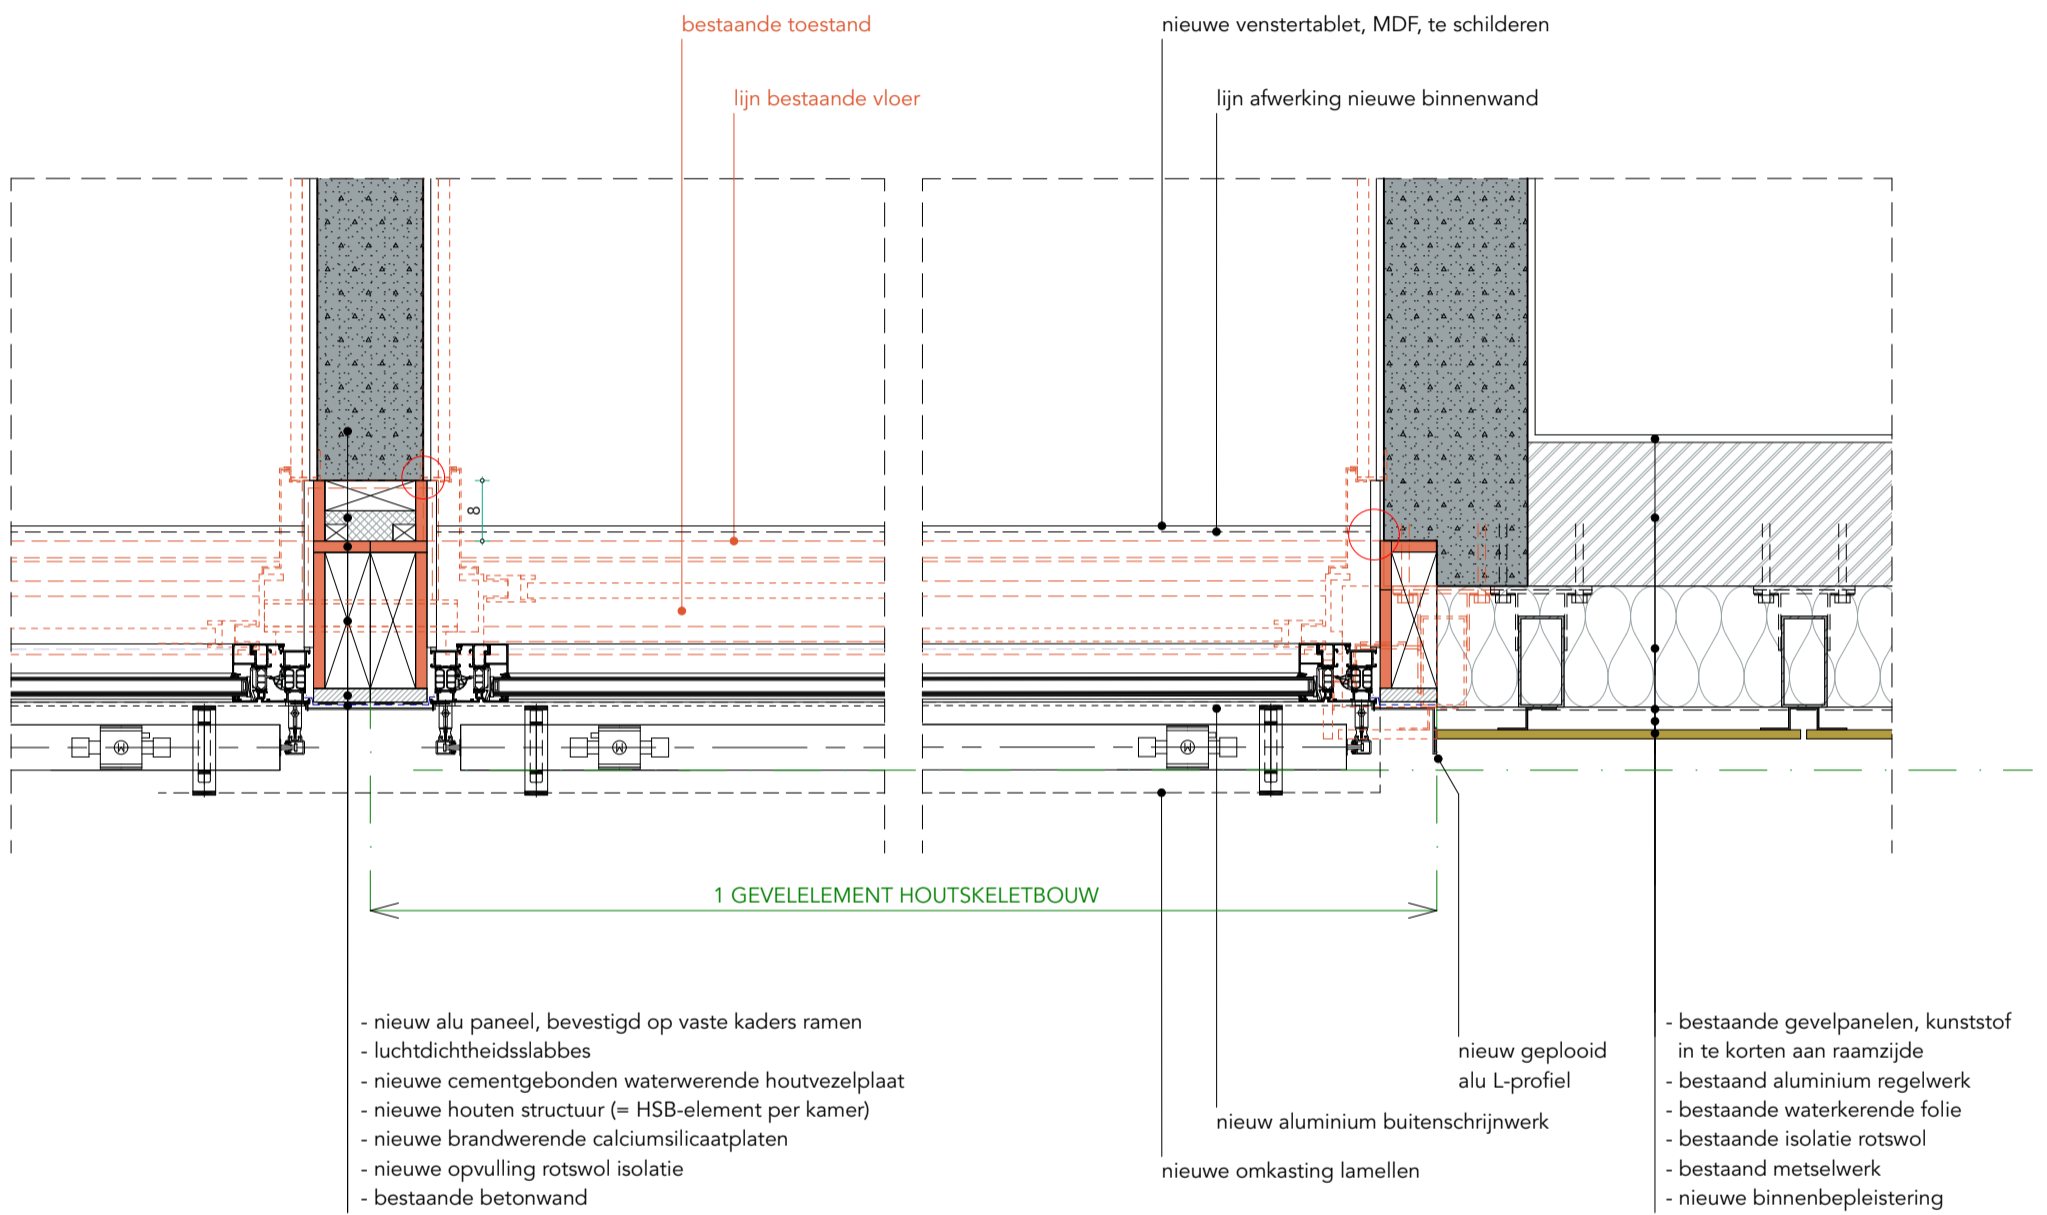 bestaande toestand
nieuwe venstertablet, MDF, te schilderen
lijn bestaande vloer
lijn afwerking nieuwe binnenwand
8
M
M
M
1 GEVELELEMENT HOUTSKELETBOUW
- nieuw alu paneel, bevestigd op vaste kaders ramen
- luchtdichtheidsslabbes
- nieuwe cementgebonden waterwerende houtvezelplaat
- nieuwe houten structuur (= HSB-element per kamer)
- nieuwe brandwerende calciumsilicaatplaten
- nieuwe opvulling rotswol isolatie
- bestaande betonwand
nieuw geplooid
alu L-profiel
nieuw aluminium buitenschrijnwerk
nieuwe omkasting lamellen
- bestaande gevelpanelen, kunststof
in te korten aan raamzijde
- bestaand aluminium regelwerk
- bestaande waterkerende folie
- bestaande isolatie rotswol
- bestaand metselwerk
- nieuwe binnenbepleistering